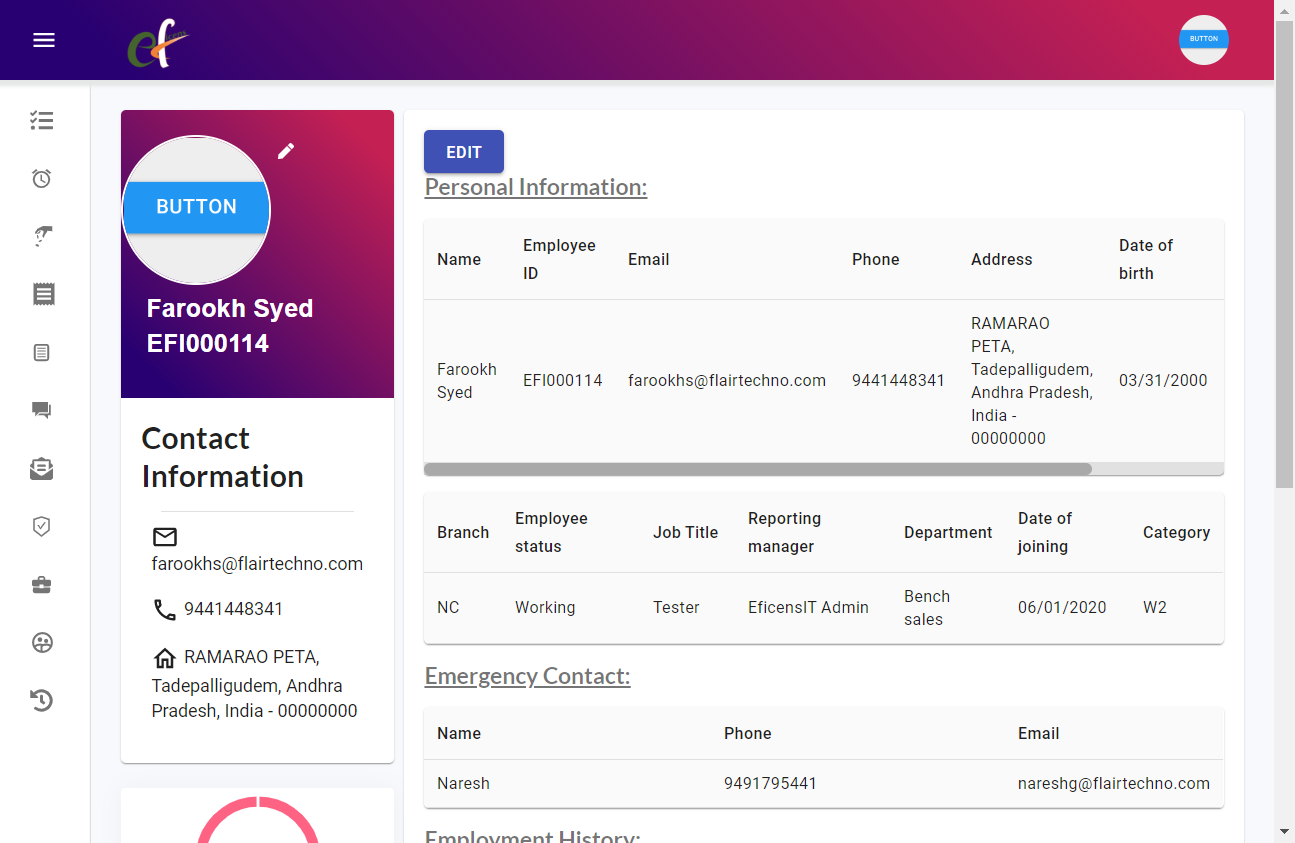 ef
BUTTON
BUTTON
Farookh Syed
EFI000114
Contact
Information
farookhs@flairtechno.com
9441448341
RAMARAO PETA,
Tadepalligudem, Andhra
Pradesh, India - 00000000
EDIT
Personal Information:
Name Employee ID Email Phone Address Date of birth
Farookh Syed EFI000114 farookhs@flairtechno.com 9441448341 RAMARAO PETA, Tadepalligudem, Andhra Pradesh, India - 00000000 03/31/2000
Branch Employee status Job Title Reporting manager Department Date of joining Category
NC Working Tester EficensIT Admin Bench sales 06/01/2020 W2
Emergency Contact:
Name Phone Email
Naresh 9491795441 nareshg@flairtechno.com
Employment History: